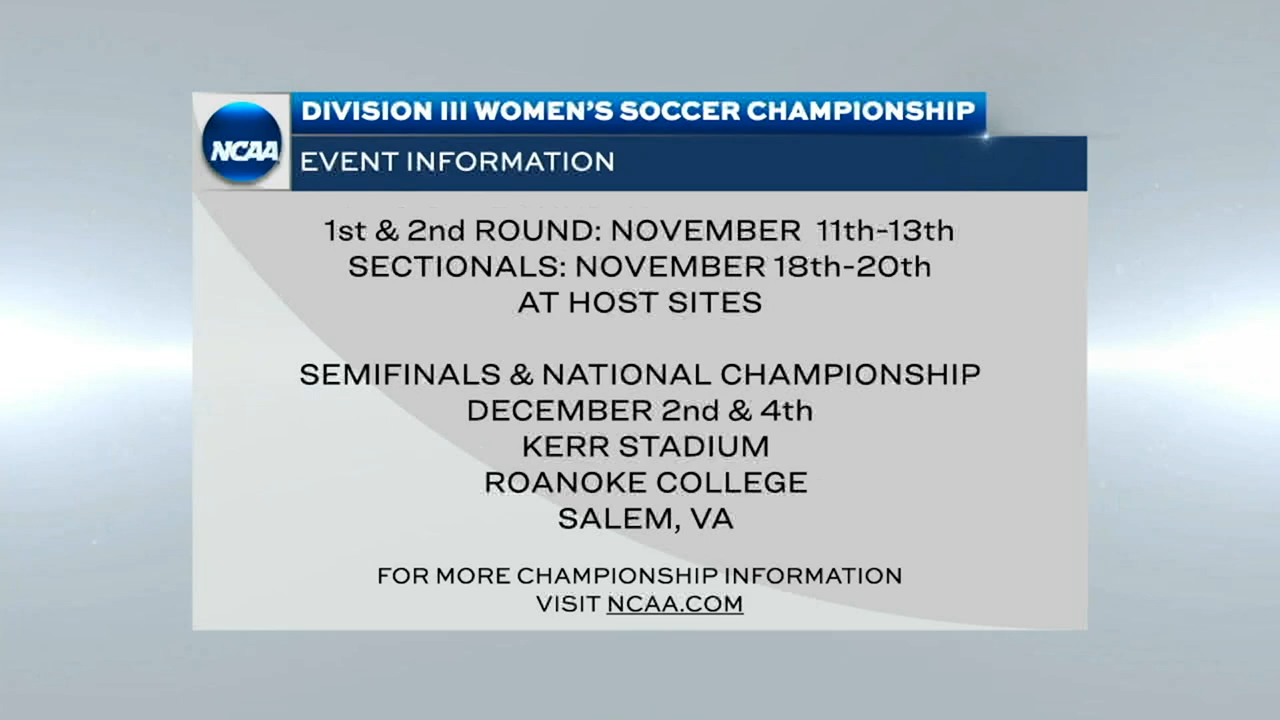 NCAA
DIVISION III WOMEN'S SOCCER CHAMPIONSHIP
EVENT INFORMATION
1st & 2nd ROUND: NOVEMBER 11th-13th
SECTIONALS: NOVEMBER 18th-20th
AT HOST SITES
SEMIFINALS & NATIONAL CHAMPIONSHIP
DECEMBER 2nd & 4th
KERR STADIUM
ROANOKE COLLEGE
SALEM, VA
FOR MORE CHAMPIONSHIP INFORMATION
VISIT NCAA.COM